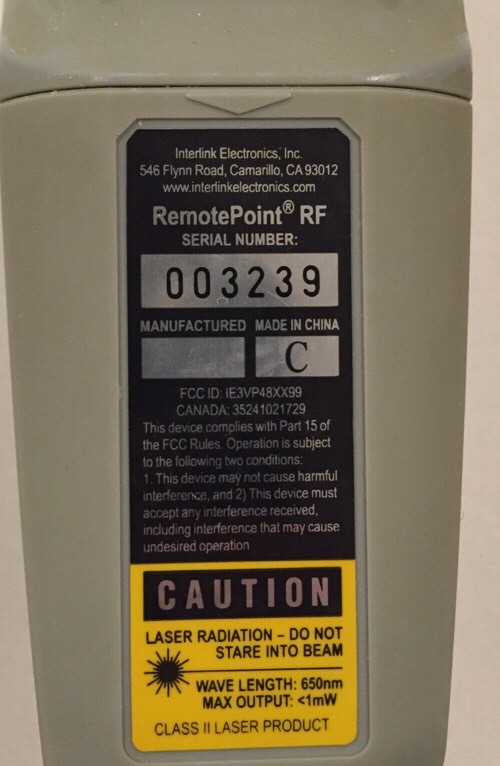 Interlink Electronics, Inc.
546 Flynn Road, Camarillo, CA 93012
www.interlinkelectronics.com
RemotePoint® RF
SERIAL NUMBER:
003239
MANUFACTURED MADE IN CHINA
C
FCC ID: IE3VP48XX99
CANADA: 35241021729
This device complies with Part 15 of
the FCC Rules. Operation is subject
to the following two conditions:
1. This device may not cause harmful
interference, and 2) This device must
accept any interference received,
including interference that may cause
undesired operation
CAUTION
LASER RADIATION – DO NOT
STARE INTO BEAM
WAVE LENGTH: 650nm
MAX OUTPUT: <1mW
CLASS II LASER PRODUCT